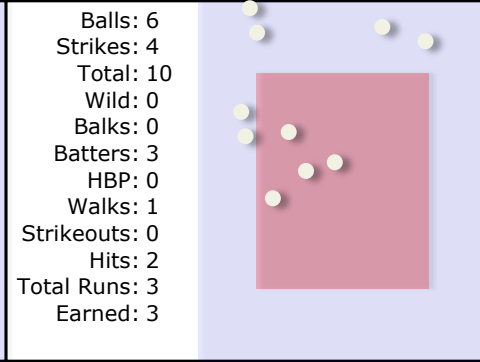 Balls: 6
Strikes: 4
Total: 10
Wild: 0
Balks: 0
Batters: 3
HBP: 0
Walks: 1
Strikeouts: 0
Hits: 2
Total Runs: 3
Earned: 3